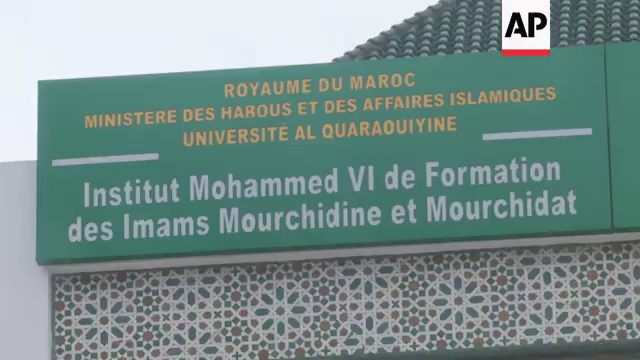 AP
ROYAUME DU MAROC
MINISTERE DES HABOUS ET DES AFFAIRES ISLAMIQUES
UNIVERSITÉ AL QUARAOUIYINE
Institut Mohammed VI de Formation
des Imams Mourchidine et Mourchidat